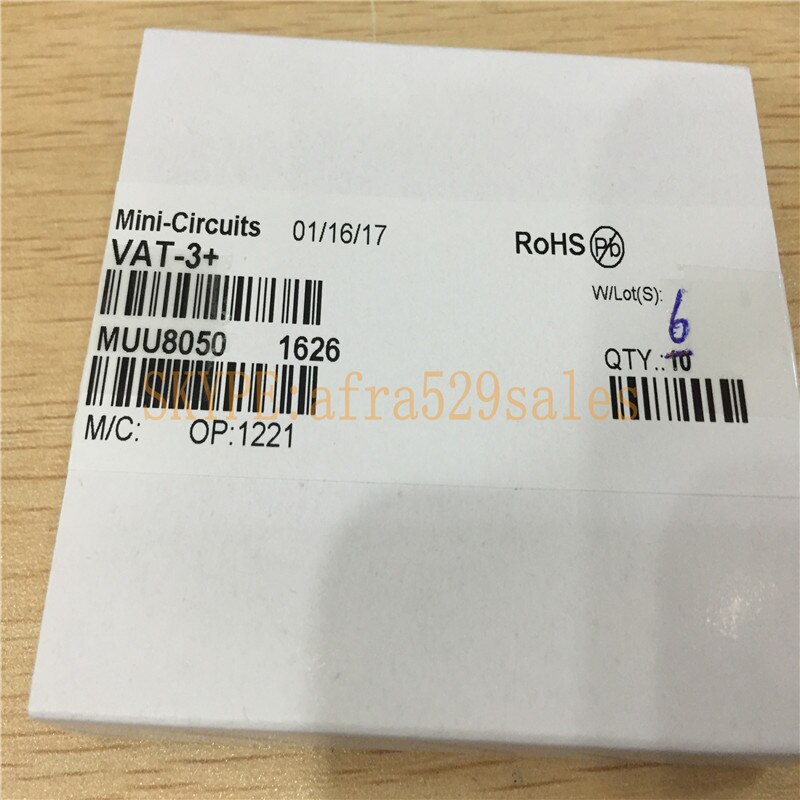 Mini-Circuits 01/16/17
VAT-3+
RoHS Pb
W/Lot(S):
6
MUU8050 1626
QTY.:10
SKYPE:afra529sales
M/C: OP:1221